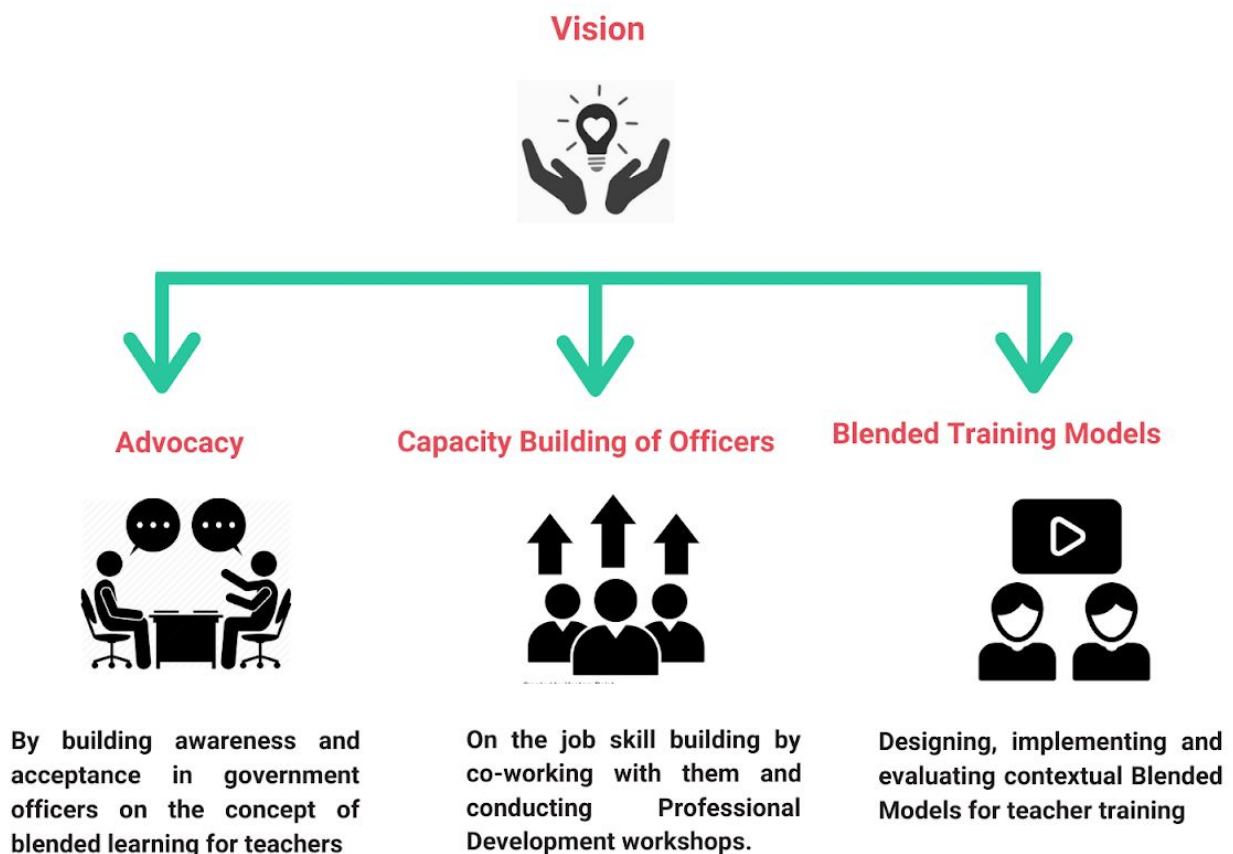 Vision
Advocacy
Capacity Building of Officers
Blended Training Models
By building awareness and
acceptance in government
officers on the concept of
blended learning for teachers
On the job skill building by
co-working with them and
conducting Professional
Development workshops.
Designing, implementing and
evaluating contextual Blended
Models for teacher training